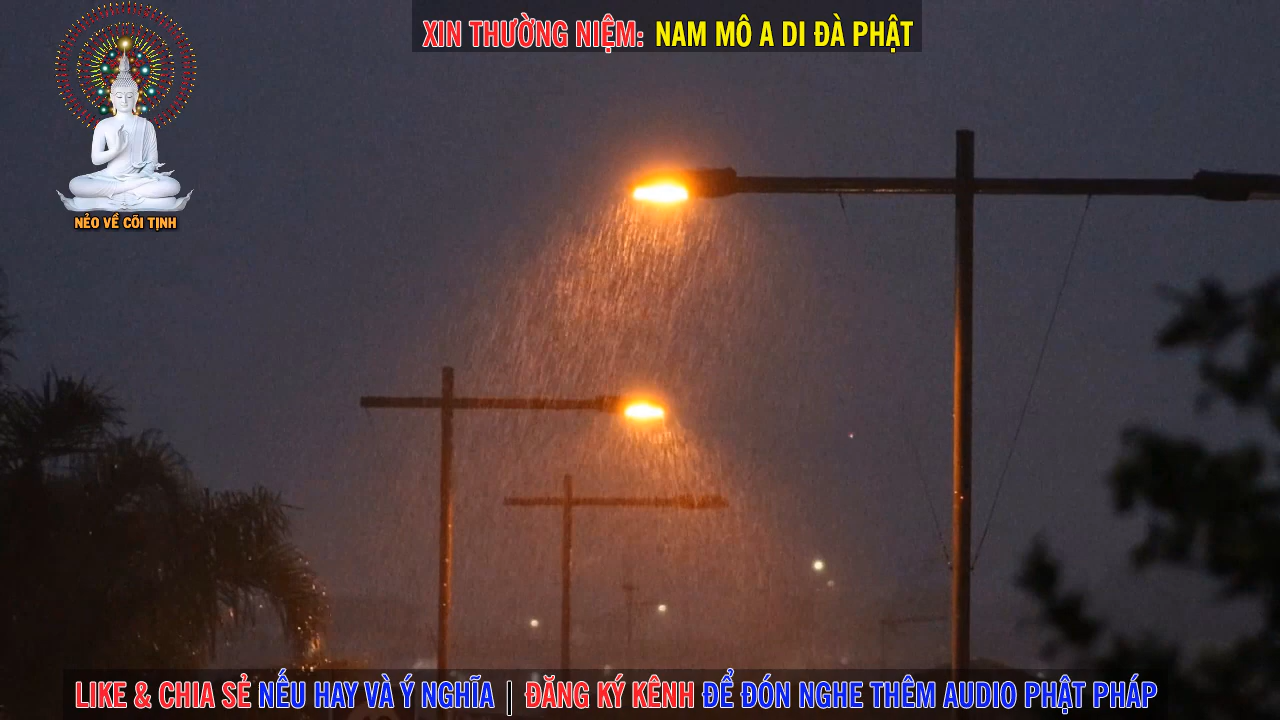 XIN THƯỜNG NIỆM: NAM MÔ A DI ĐÀ PHẬT
NẺO VỀ CÕI TỊNH
LIKE & CHIA SẺ NẾU HAY VÀ Ý NGHĨA | ĐĂNG KÝ KÊNH ĐỂ ĐÓN NGHE THÊM AUDIO PHẬT PHÁP